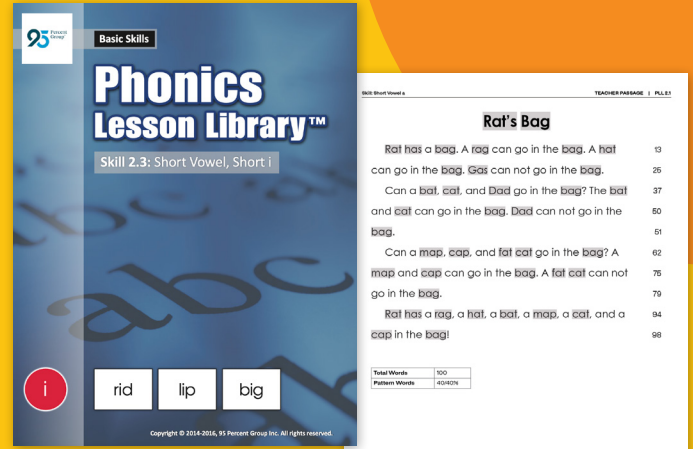 95 Percent
Group
Basic Skills
Phonics
Lesson Library™
Skill 2.3: Short Vowel, Short i
abc
abc
abc
i
rid
lip
big
Copyright © 2014-2016, 95 Percent Group Inc. All rights reserved.
Skill: Short Vowel a TEACHER PASSAGE | PLL 2.1
Rat's Bag
Rat has a bag. A rag can go in the bag. A hat 13
can go in the bag. Gas can not go in the bag. 25
Can a bat, cat, and Dad go in the bag? The bat 37
and cat can go in the bag. Dad can not go in the 50
bag. 51
Can a map, cap, and fat cat go in the bag? A 62
map and cap can go in the bag. A fat cat can not 75
go in the bag. 79
Rat has a rag, a hat, a bat, a map, a cat, and a 94
cap in the bag! 98
Total Words 100
Pattern Words 40/40%